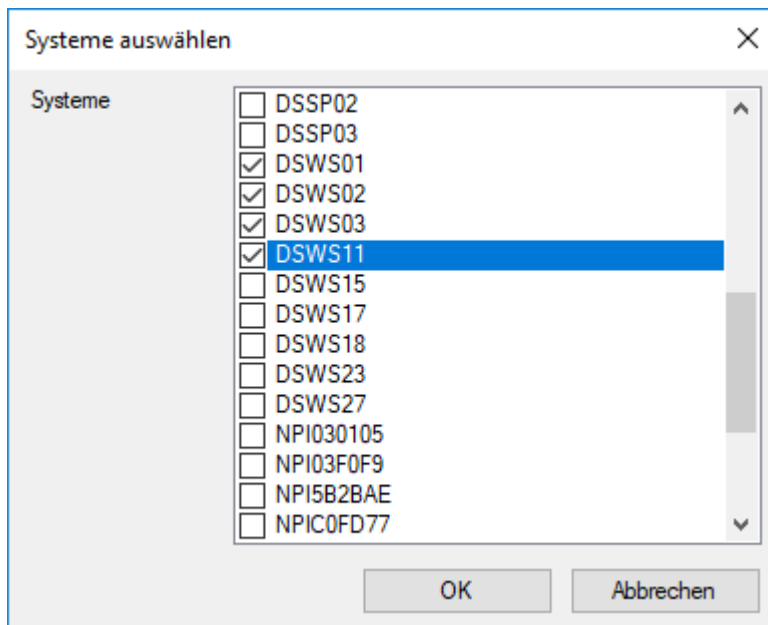 Systeme auswählen
Systeme
DSSP02
DSSP03
DSWS01
DSWS02
DSWS03
DSWS11
DSWS15
DSWS17
DSWS18
DSWS23
DSWS27
NPI030105
NPI03F0F9
NPI5B2BAE
NPIC0FD77
OK
Abbrechen